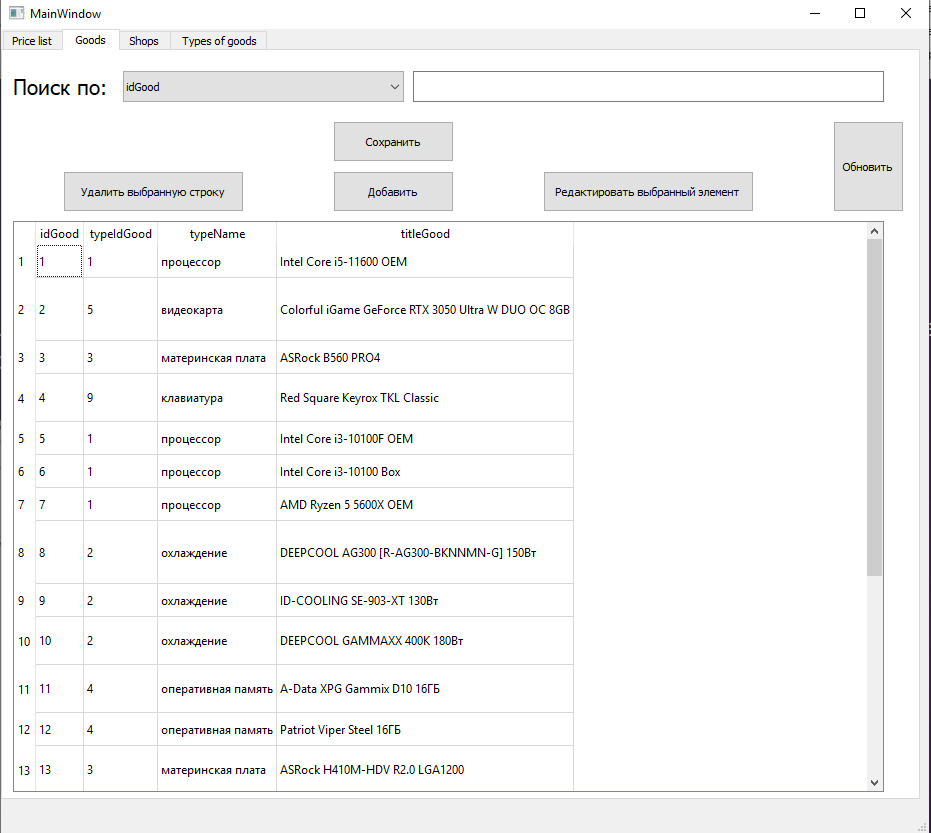 MainWindow
Price list Goods Shops Types of goods
Поиск по: idGood
Сохранить
Обновить
Удалить выбранную строку Добавить Редактировать выбранный элемент
idGood typeIdGood typeName titleGood
1 1 1 процессор Intel Core i5-11600 OEM
2 2 5 видеокарта Colorful iGame GeForce RTX 3050 Ultra W DUO OC 8GB
3 3 3 материнская плата ASRock B560 PRO4
4 4 9 клавиатура Red Square Keyrox TKL Classic
5 5 1 процессор Intel Core i3-10100F OEM
6 6 1 процессор Intel Core i3-10100 Box
7 7 1 процессор AMD Ryzen 5 5600X OEM
8 8 2 охлаждение DEEPCOOL AG300 [R-AG300-BKNNMN-G] 150Вт
9 9 2 охлаждение ID-COOLING SE-903-XT 130Вт
10 10 2 охлаждение DEEPCOOL GAMMAXX 400K 180Вт
11 11 4 оперативная память A-Data XPG Gammix D10 16ГБ
12 12 4 оперативная память Patriot Viper Steel 16ГБ
13 13 3 материнская плата ASRock H410M-HDV R2.0 LGA1200